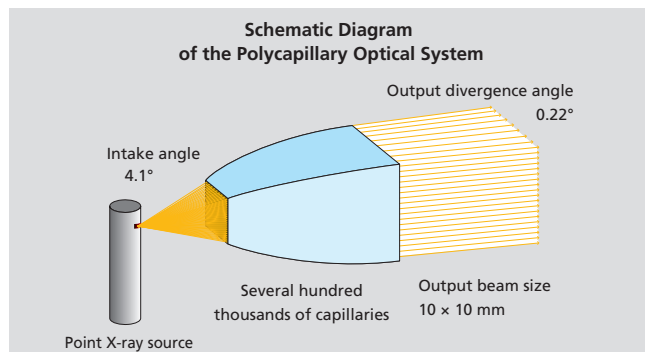 Schematic Diagram
of the Polycapillary Optical System
Output divergence angle
0.22°
Intake angle
4.1°
Several hundred
thousands of capillaries
Output beam size
10 × 10 mm
Point X-ray source